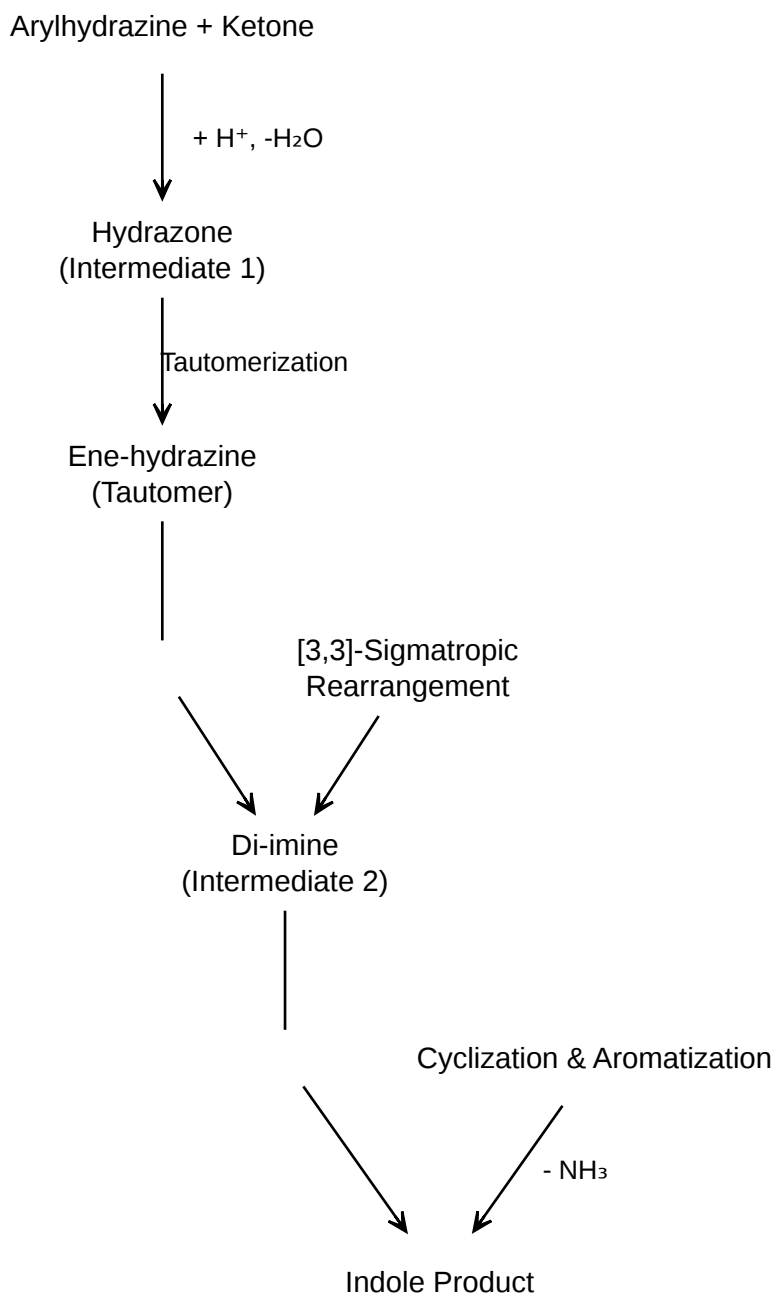 Arylhydrazine + Ketone
+ H⁺, -H₂O
Hydrazone
(Intermediate 1)
Tautomerization
Ene-hydrazine
(Tautomer)
[3,3]-Sigmatropic
Rearrangement
Di-imine
(Intermediate 2)
Cyclization & Aromatization
- NH₃
Indole Product